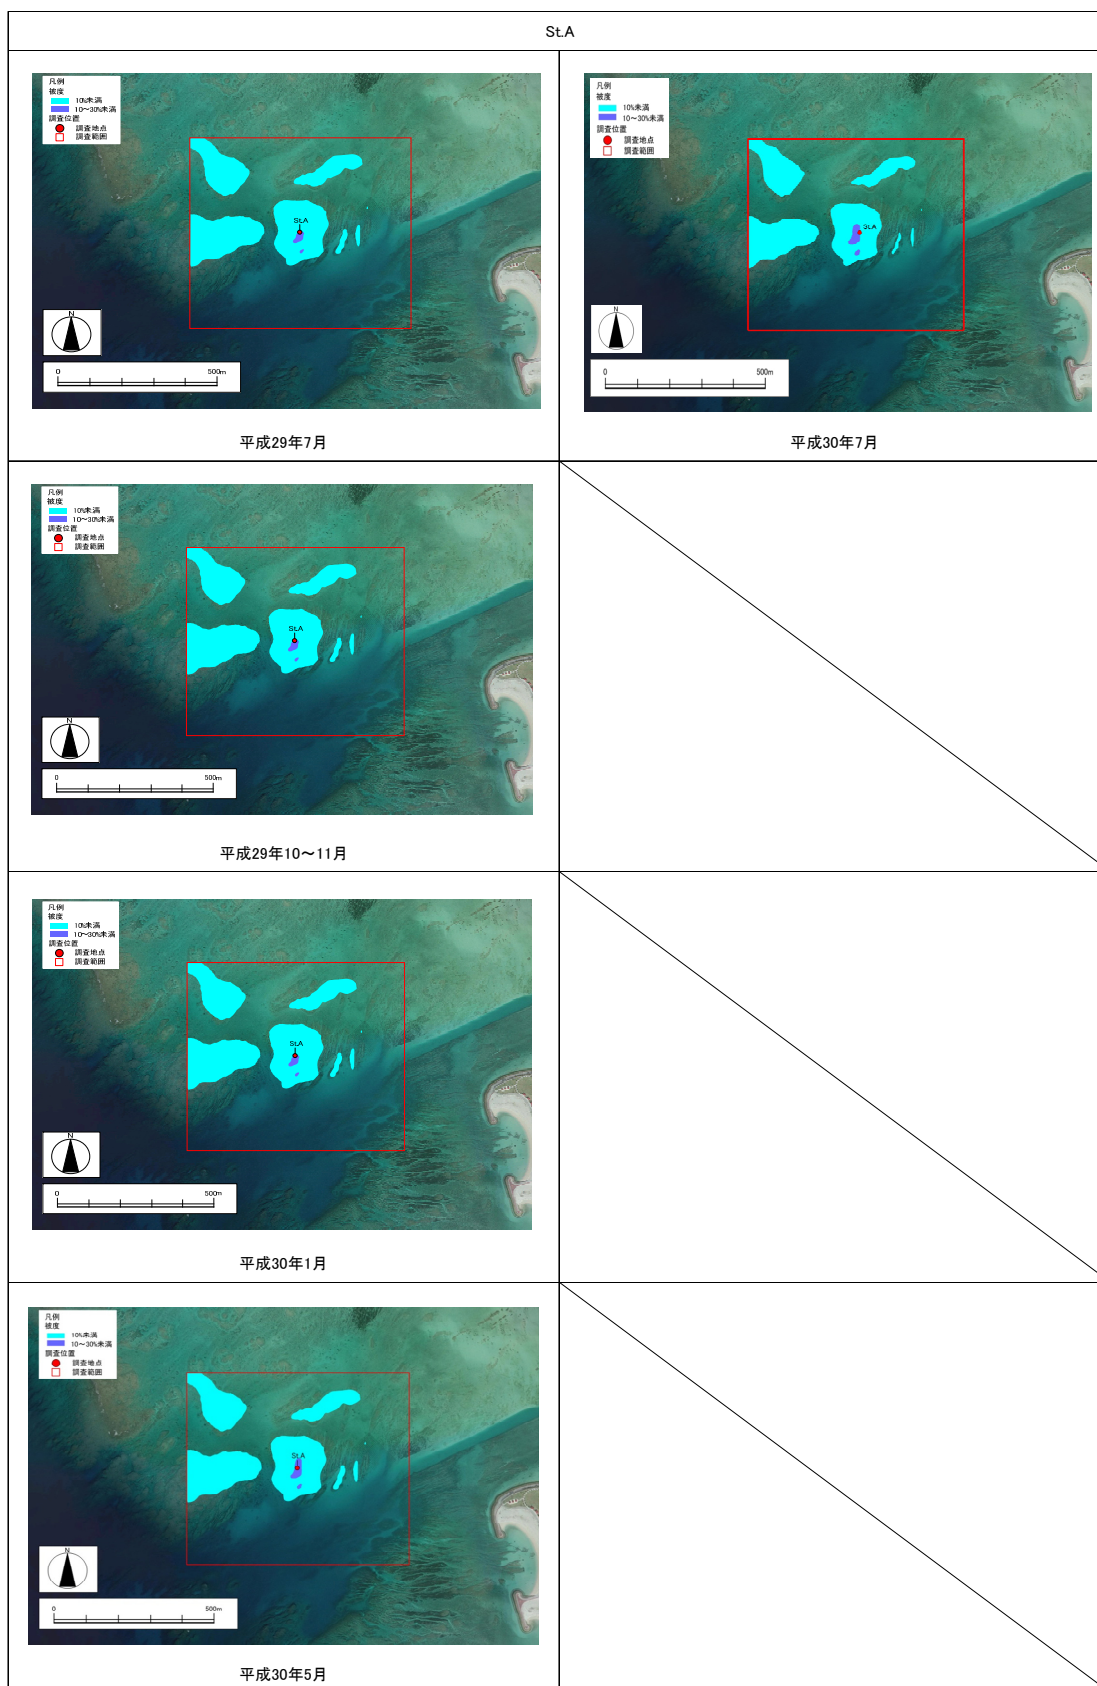 St.A
凡例
被度
10%未満
10～30%未満
調査位置
調査地点
調査範囲
St.A
N
0 500m
平成29年7月
凡例
被度
10%未満
10～30%未満
調査位置
調査地点
調査範囲
St.A
N
0 500m
平成30年7月
凡例
被度
10%未満
10～30%未満
調査位置
調査地点
調査範囲
St.A
N
0 500m
平成29年10～11月
凡例
被度
10%未満
10～30%未満
調査位置
調査地点
調査範囲
St.A
N
0 500m
平成30年1月
凡例
被度
10%未満
10～30%未満
調査位置
調査地点
調査範囲
St.A
N
0 500m
平成30年5月